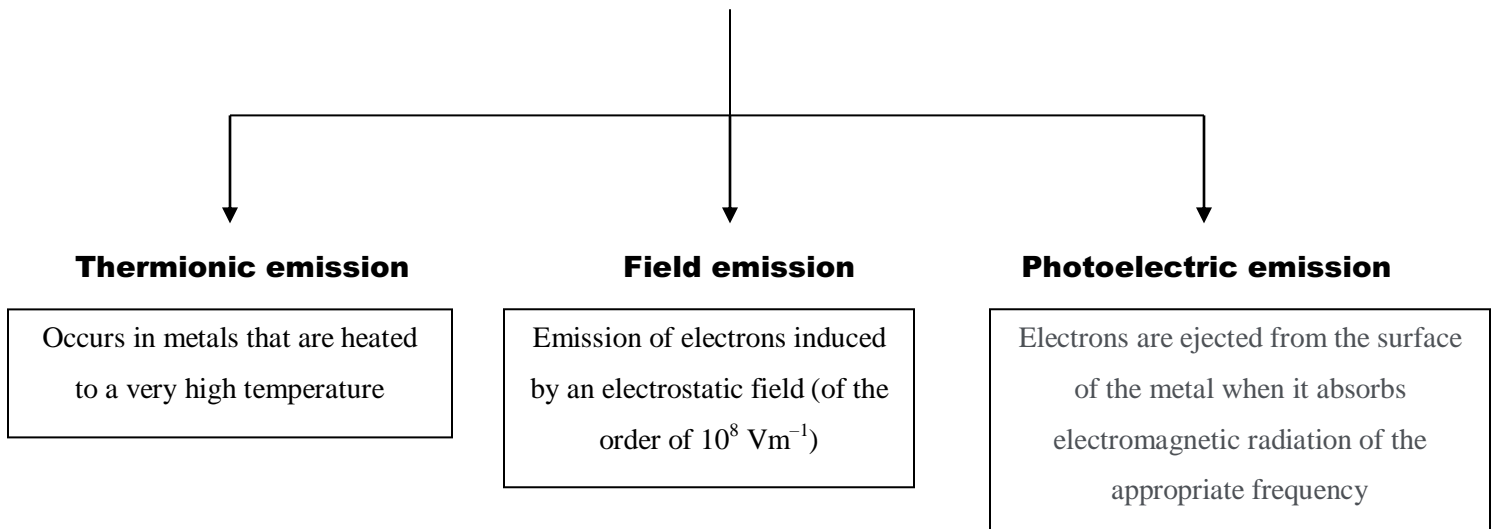 Thermionic emission
Field emission
Photoelectric emission
Occurs in metals that are heated
to a very high temperature
Emission of electrons induced
by an electrostatic field (of the
order of 10⁸ Vm⁻¹)
Electrons are ejected from the surface
of the metal when it absorbs
electromagnetic radiation of the
appropriate frequency